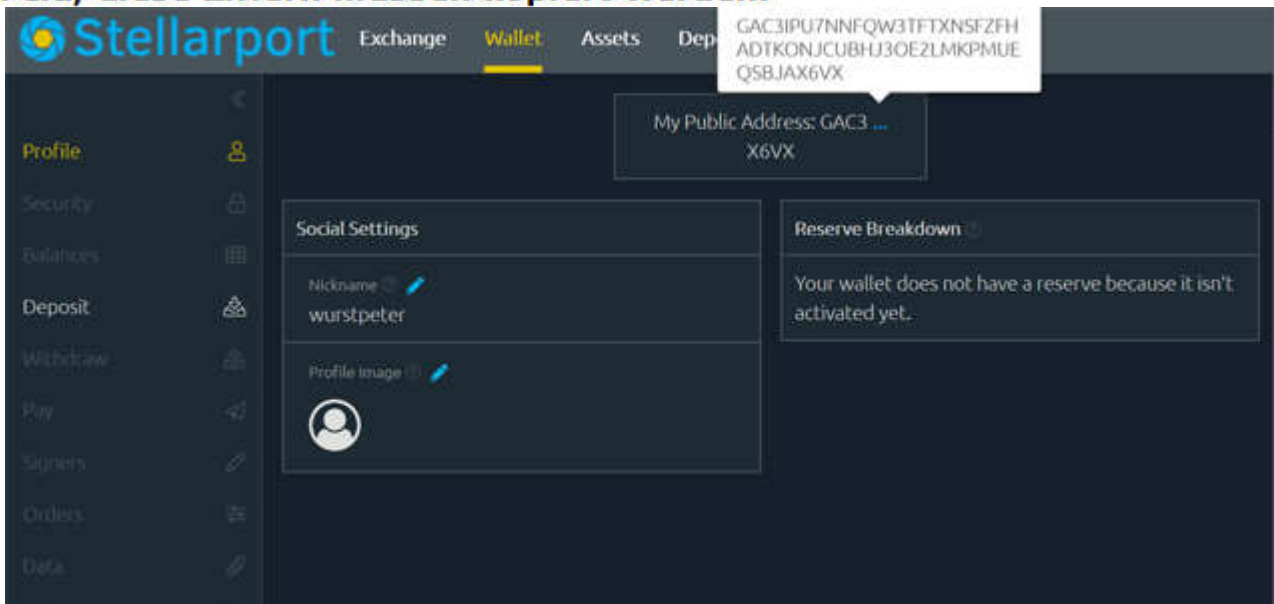 Stellarport
Exchange
Wallet
Assets
GAC3IPU7NNFQW3TFTXNSFZFH
ADTKONJCUBHJ3OE2LMKPMUE
QSBJAX6VX
My Public Address: GAC3 ...
X6VX
Profile
Security
Balances
Deposit
Withdraw
Pay
Signers
Orders
Data
Social Settings
Nickname
wurstpeter
Profile Image
Reserve Breakdown
Your wallet does not have a reserve because it isn't
activated yet.